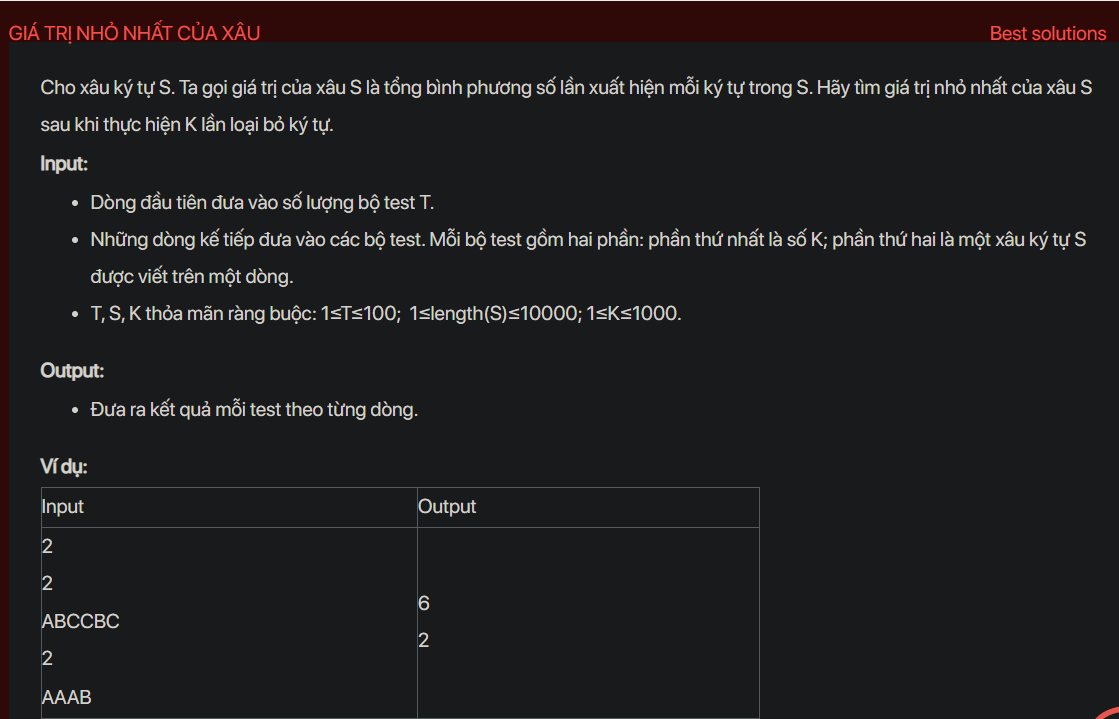 GIÁ TRỊ NHỎ NHẤT CỦA XÂU
Best solutions
Cho xâu ký tự S. Ta gọi giá trị của xâu S là tổng bình phương số lần xuất hiện mỗi ký tự trong S. Hãy tìm giá trị nhỏ nhất của xâu S
sau khi thực hiện K lần loại bỏ ký tự.
Input:
• Dòng đầu tiên đưa vào số lượng bộ test T.
• Những dòng kế tiếp đưa vào các bộ test. Mỗi bộ test gồm hai phần: phần thứ nhất là số K; phần thứ hai là một xâu ký tự S
được viết trên một dòng.
• T, S, K thỏa mãn ràng buộc: 1≤T≤100; 1≤length(S)≤10000; 1≤K≤1000.
Output:
• Đưa ra kết quả mỗi test theo từng dòng.
Ví dụ:
Input
Output
2
2
ABCCBC
2
AAAB
6
2